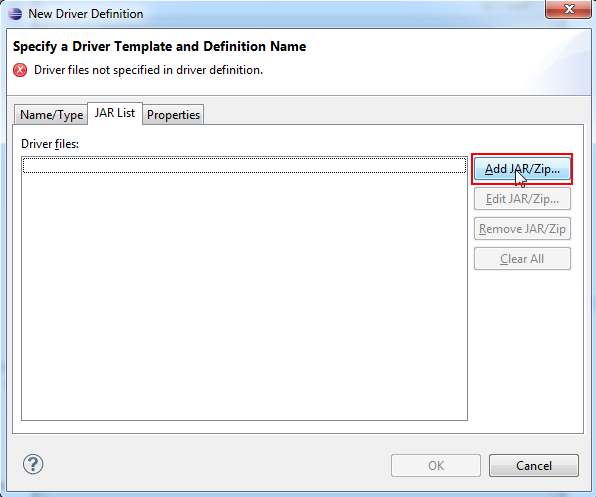 New Driver Definition
Specify a Driver Template and Definition Name
Driver files not specified in driver definition.
Name/Type JAR List Properties
Driver files:
Add JAR/Zip...
Edit JAR/Zip...
Remove JAR/Zip
Clear All
?
OK Cancel